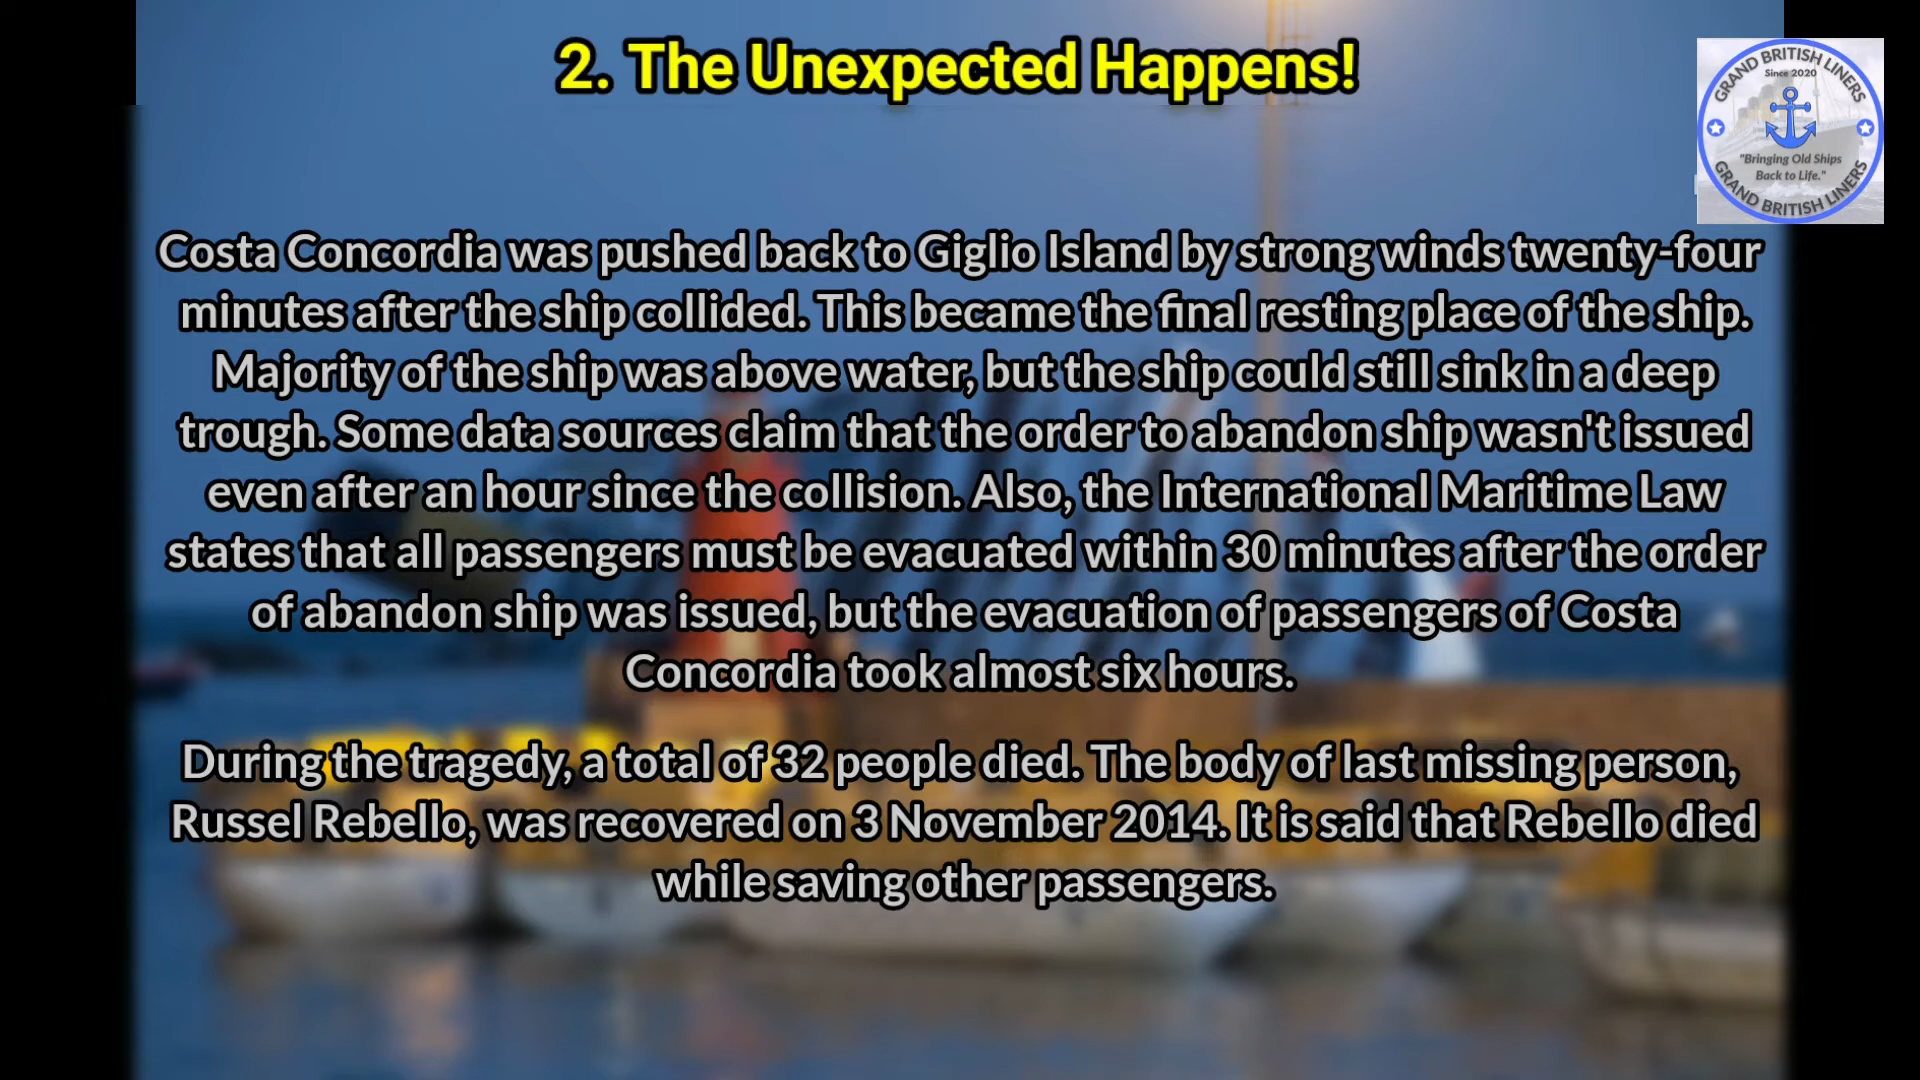 2. The Unexpected Happens!
GRAND BRITISH LINERS
Since 2020
"Bringing Old Ships
Back to Life."
GRAND BRITISH LINERS
Costa Concordia was pushed back to Giglio Island by strong winds twenty-four
minutes after the ship collided. This became the final resting place of the ship.
Majority of the ship was above water, but the ship could still sink in a deep
trough. Some data sources claim that the order to abandon ship wasn't issued
even after an hour since the collision. Also, the International Maritime Law
states that all passengers must be evacuated within 30 minutes after the order
of abandon ship was issued, but the evacuation of passengers of Costa
Concordia took almost six hours.
During the tragedy, a total of 32 people died. The body of last missing person,
Russel Rebello, was recovered on 3 November 2014. It is said that Rebello died
while saving other passengers.